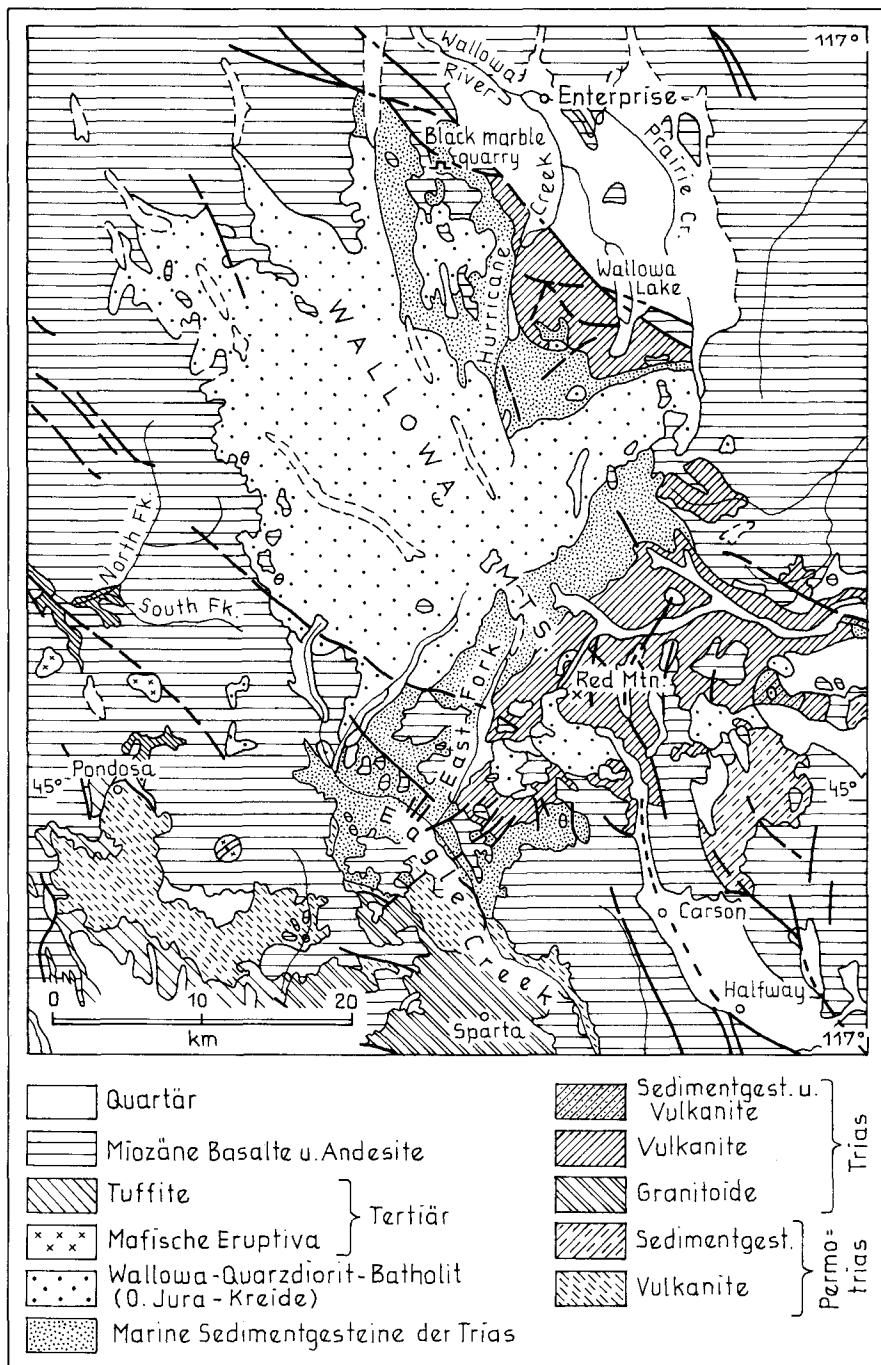 117°
Wallowa
River
Enterprise
Prairie Cr.
Black marble
quarry
Creek
Hurricane
Wallowa
Lake
WALLOWA
MTS
North Fk.
South Fk.
East Fork
Red Mtn.
45°
Pondosa
45°
Eagle Creek
Carson
Halfway
Sparta
0 10 20
km
117°
Quartär
Miozäne Basalte u. Andesite
Tuffite
Mafische Eruptiva
Tertiär
Wallowa-Quarzdiorit-Batholit
(O. Jura-Kreide)
Marine Sedimentgesteine der Trias
Sedimentgest. u.
Vulkanite
Vulkanite
Granitoide
Trias
Sedimentgest.
Vulkanite
Permo=
trias